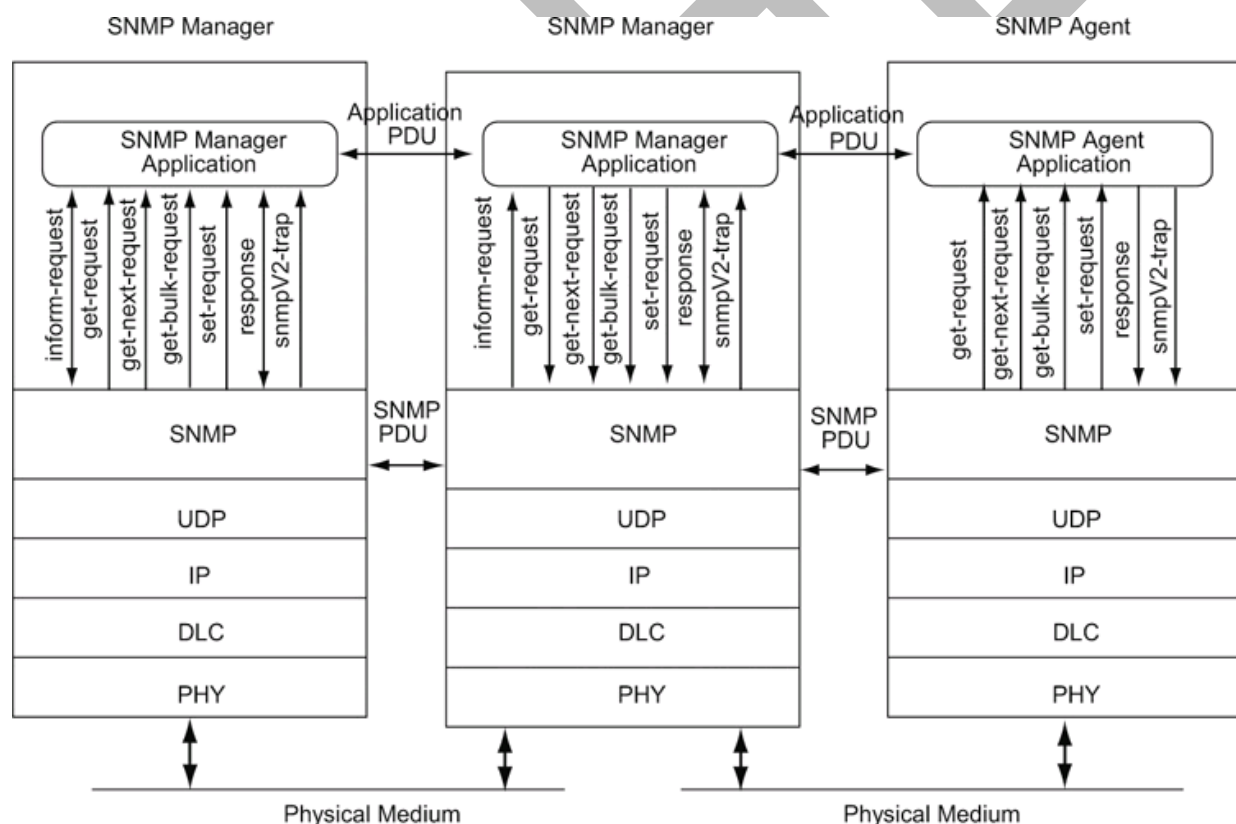 SNMP Manager
SNMP Manager
SNMP Agent
Application
PDU
Application
PDU
SNMP Manager
Application
SNMP Manager
Application
SNMP Agent
Application
inform-request
get-request
get-next-request
get-bulk-request
set-request
response
snmpV2-trap
inform-request
get-request
get-next-request
get-bulk-request
set-request
response
snmpV2-trap
get-request
get-next-request
get-bulk-request
set-request
response
snmpV2-trap
SNMP
SNMP
PDU
SNMP
SNMP
PDU
SNMP
UDP
UDP
UDP
IP
IP
IP
DLC
DLC
DLC
PHY
PHY
PHY
Physical Medium
Physical Medium